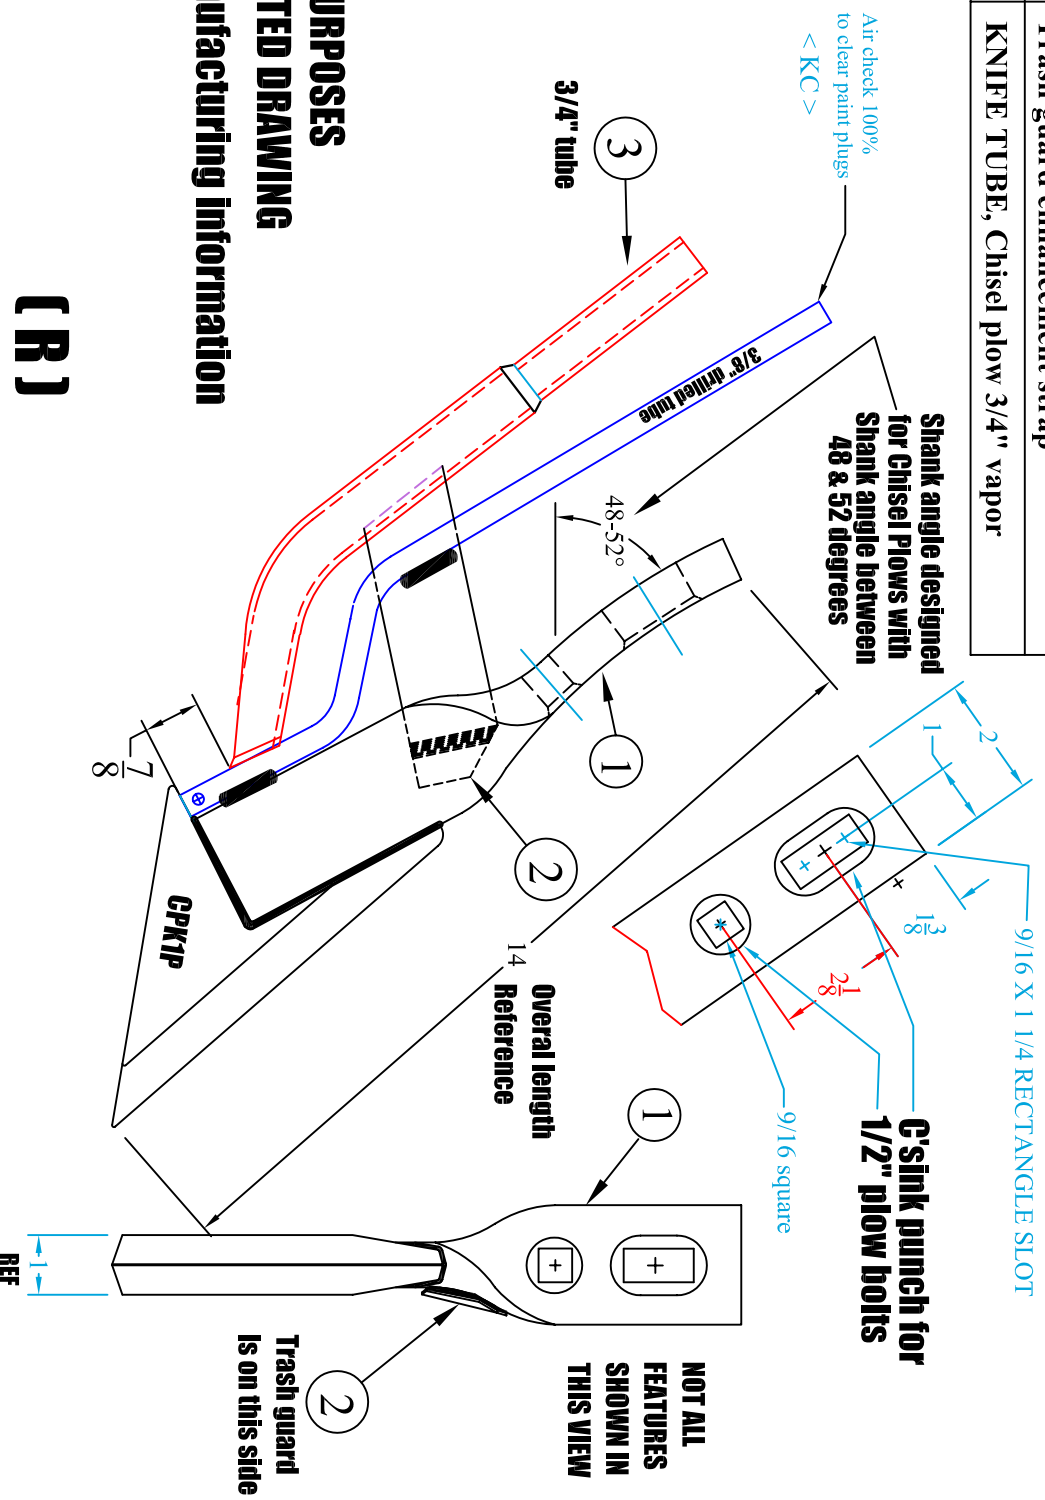 Trash guard enhancement strap
KNIFE TUBE, Chisel plow 3/4" vapor
Air check 100%
to clear paint plugs
< KC >
3/4" tube
3
URPOSES
TED DRAWING
ufacturing information
( R )
3/8" drilled tube
Shank angle designed
for Chisel Plows with
Shank angle between
48 & 52 degrees
48-52°
1
2
7/8
CPK1P
14
Overal length
Reference
2
1
1 3/8
2 1/8
9/16 X 1 1/4 RECTANGLE SLOT
C'sink punch for
1/2" plow bolts
9/16 square
1
NOT ALL
FEATURES
SHOWN IN
THIS VIEW
2
Trash guard
Is on this side
1
REF